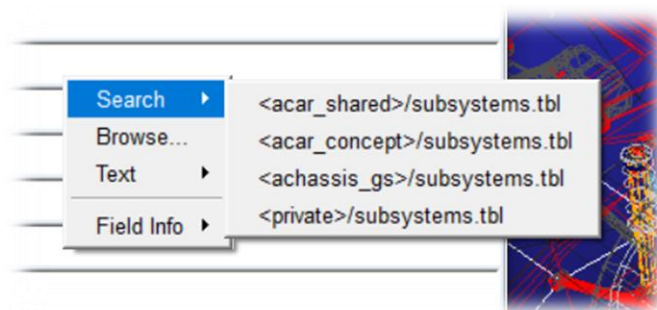 Search
Browse...
Text
Field Info
<acar_shared>/subsystems.tbl
<acar_concept>/subsystems.tbl
<achassis_gs>/subsystems.tbl
<private>/subsystems.tbl